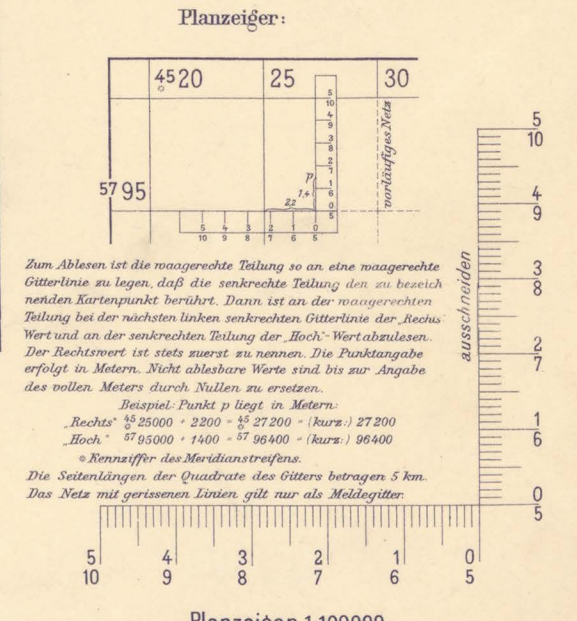 Planzeiger:
45 20 25 30
5
10
4
9
3
8
2
7
1
6
0
5
p
1,4
2,2
vorläufiges Netz
57 95
5 4 3 2 1 0
10 9 8 7 6 5
Zum Ablesen ist die waagerechte Teilung so an eine waagerechte
Gitterlinie zu legen, daß die senkrechte Teilung den zu bezeich
nenden Kartenpunkt berührt. Dann ist an der waagerechten
Teilung bei der nächsten linken senkrechten Gitterlinie der „Rechts"
Wert und an der senkrechten Teilung der „Hoch"-Wert abzulesen.
Der Rechtswert ist stets zuerst zu nennen. Die Punktangabe
erfolgt in Metern. Nicht ablesbare Werte sind bis zur Angabe
des vollen Meters durch Nullen zu ersetzen.
Beispiel: Punkt p liegt in Metern:
„Rechts" 45 25000 + 2200 = 45 27200 = (kurz:) 27200
„Hoch" 57 95000 + 1400 = 57 96400 = (kurz:) 96400
Kennziffer des Meridianstreifens.
Die Seitenlängen der Quadrate des Gitters betragen 5 km.
Das Netz mit gerissenen Linien gilt nur als Meldegitter.
ausschneiden
5
10
4
9
3
8
2
7
1
6
0
5
5 4 3 2 1 0
10 9 8 7 6 5
Planzeiger 1:100000